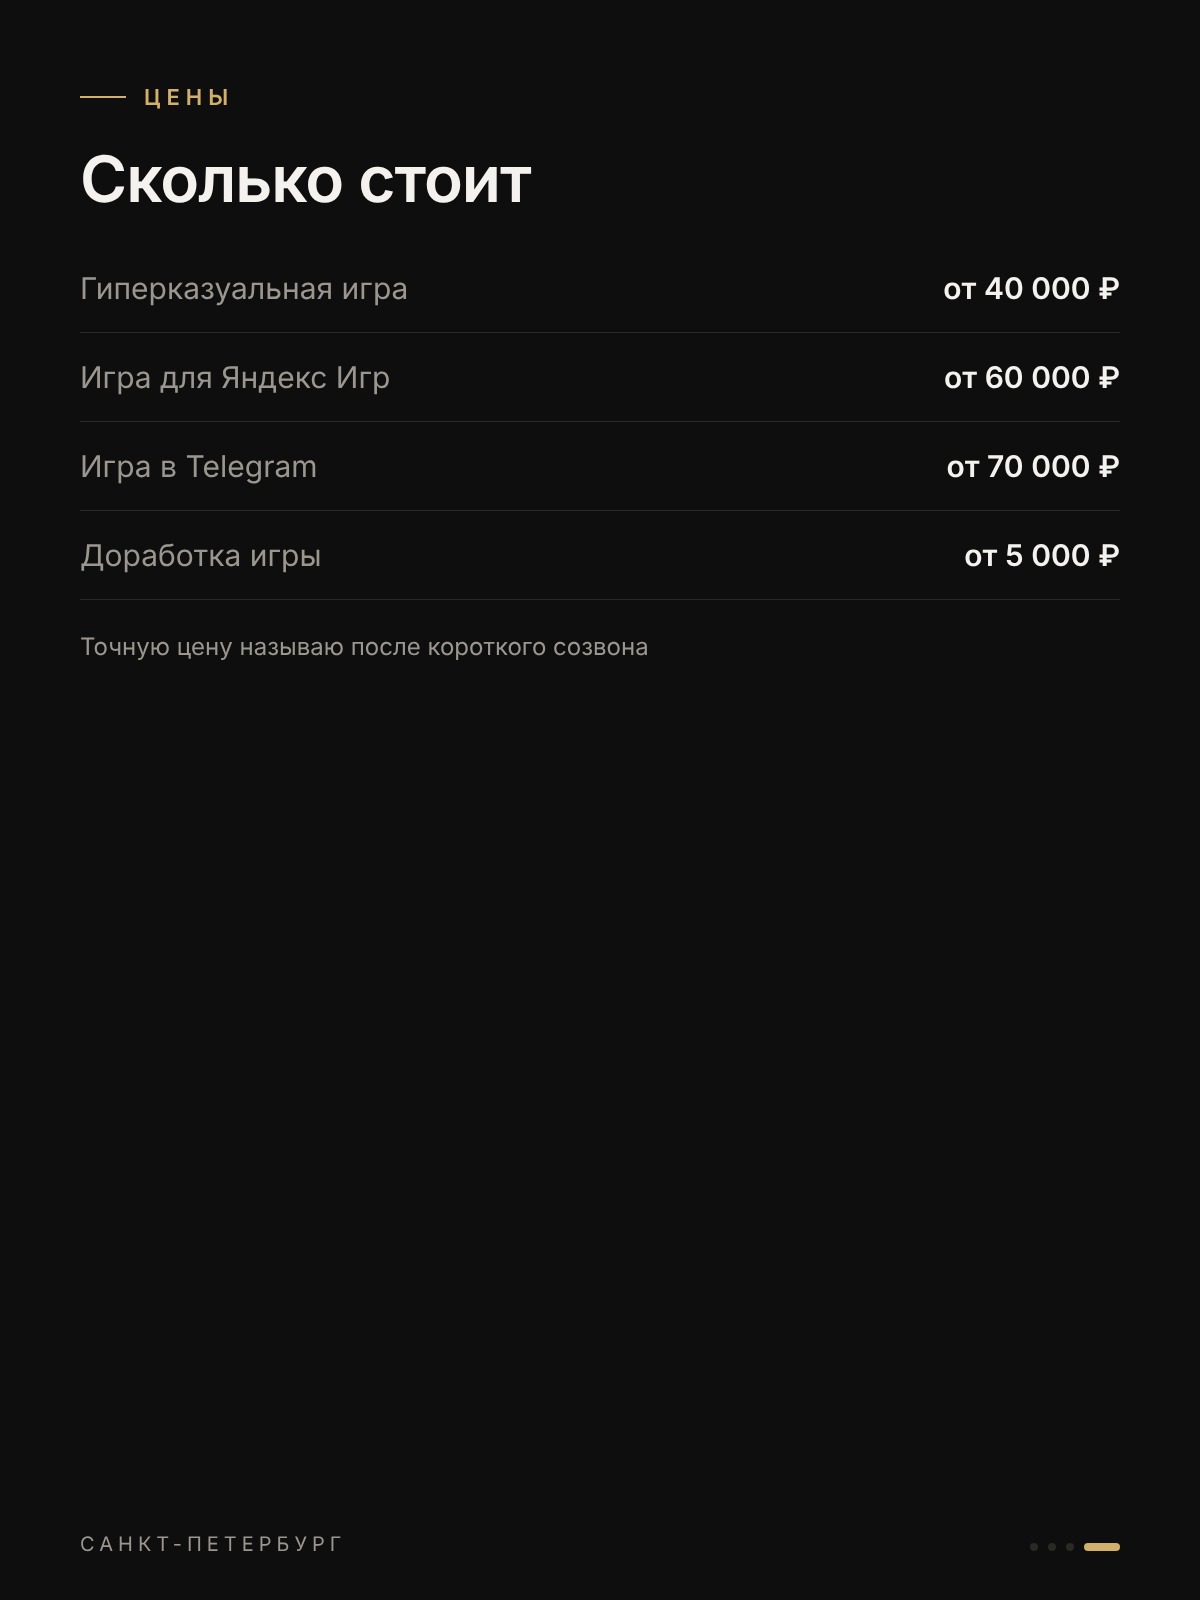 ЦЕНЫ
Сколько стоит
Гиперказуальная игра от 40 000 ₽
Игра для Яндекс Игр от 60 000 ₽
Игра в Telegram от 70 000 ₽
Доработка игры от 5 000 ₽
Точную цену называю после короткого созвона
САНКТ-ПЕТЕРБУРГ